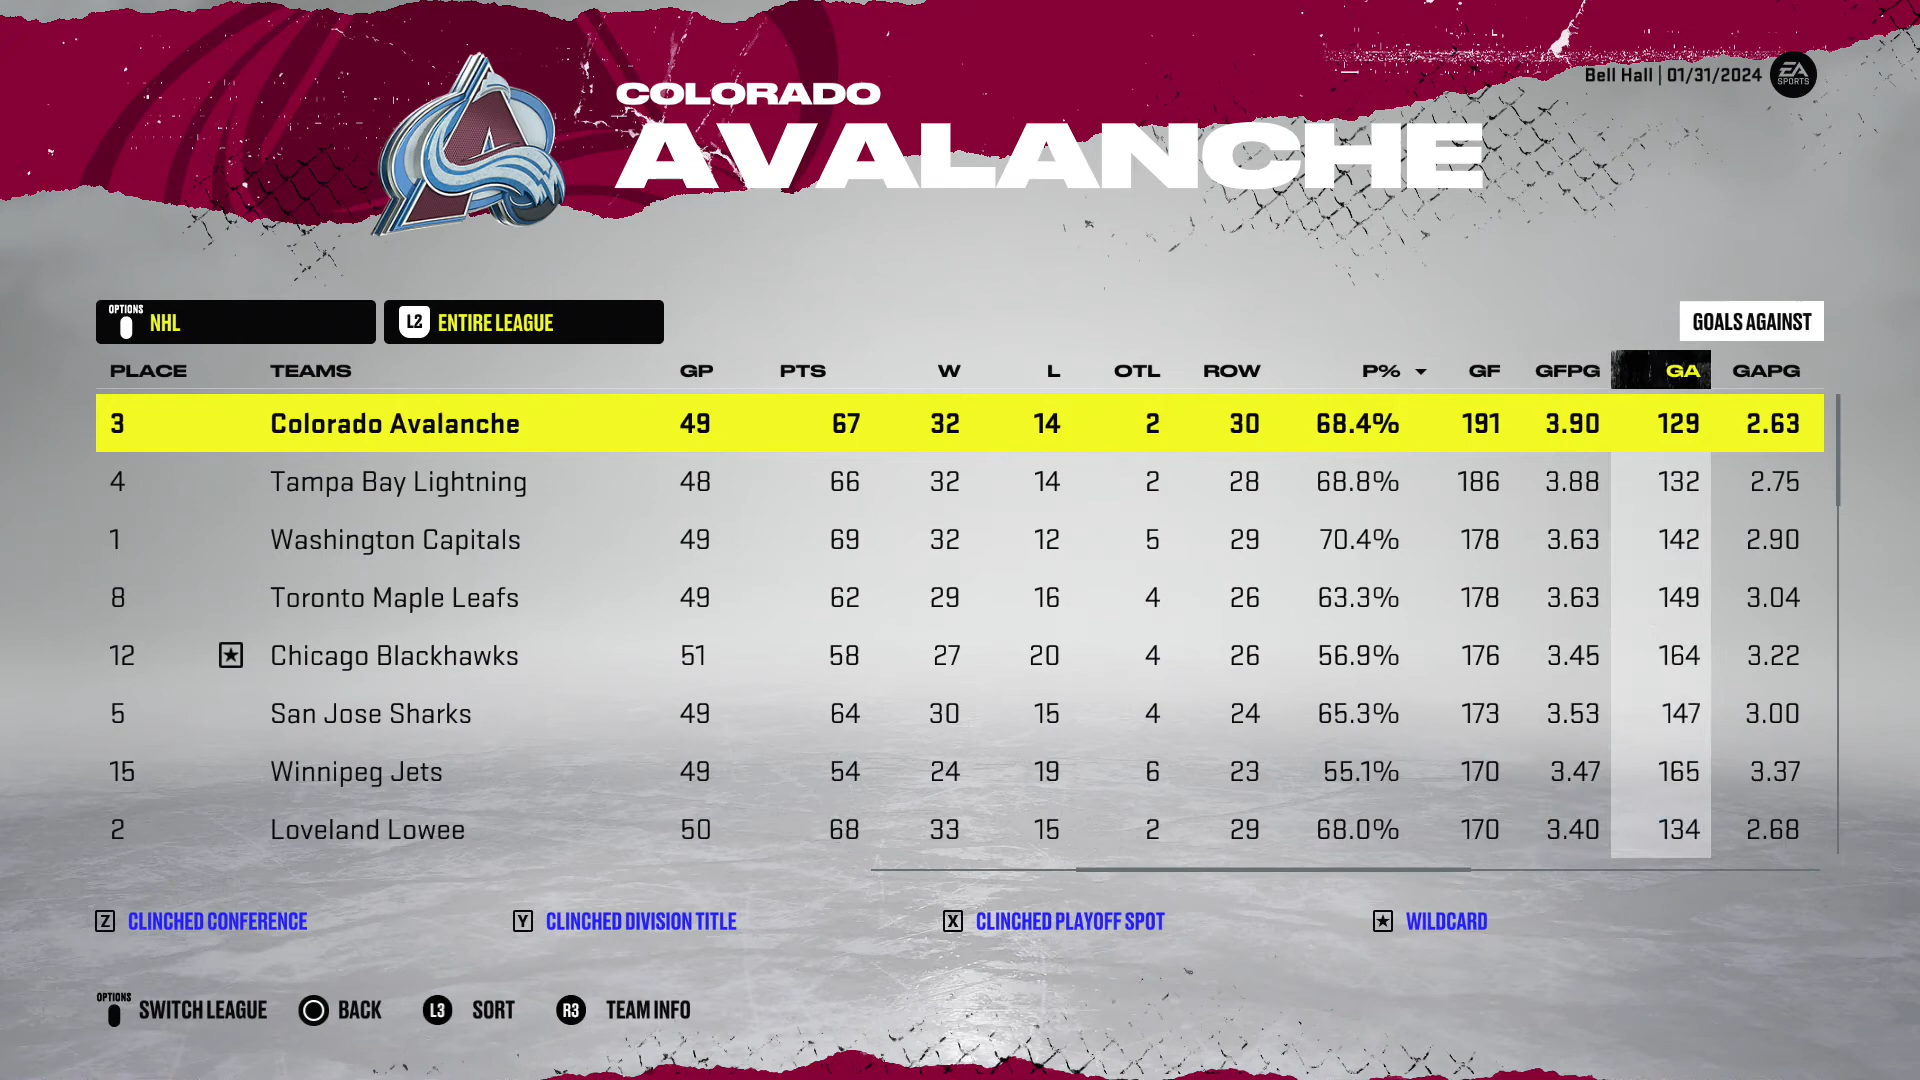 COLORADO
AVALANCHE
Bell Hall | 01/31/2024 EA SPORTS
OPTIONS NHL L2 ENTIRE LEAGUE GOALS AGAINST
PLACE TEAMS GP PTS W L OTL ROW P% GF GFPG GA GAPG
3 Colorado Avalanche 49 67 32 14 2 30 68.4% 191 3.90 129 2.63
4 Tampa Bay Lightning 48 66 32 14 2 28 68.8% 186 3.88 132 2.75
1 Washington Capitals 49 69 32 12 5 29 70.4% 178 3.63 142 2.90
8 Toronto Maple Leafs 49 62 29 16 4 26 63.3% 178 3.63 149 3.04
12 ★ Chicago Blackhawks 51 58 27 20 4 26 56.9% 176 3.45 164 3.22
5 San Jose Sharks 49 64 30 15 4 24 65.3% 173 3.53 147 3.00
15 Winnipeg Jets 49 54 24 19 6 23 55.1% 170 3.47 165 3.37
2 Loveland Lowee 50 68 33 15 2 29 68.0% 170 3.40 134 2.68
Z CLINCHED CONFERENCE Y CLINCHED DIVISION TITLE X CLINCHED PLAYOFF SPOT ★ WILDCARD
OPTIONS SWITCH LEAGUE BACK L3 SORT R3 TEAM INFO